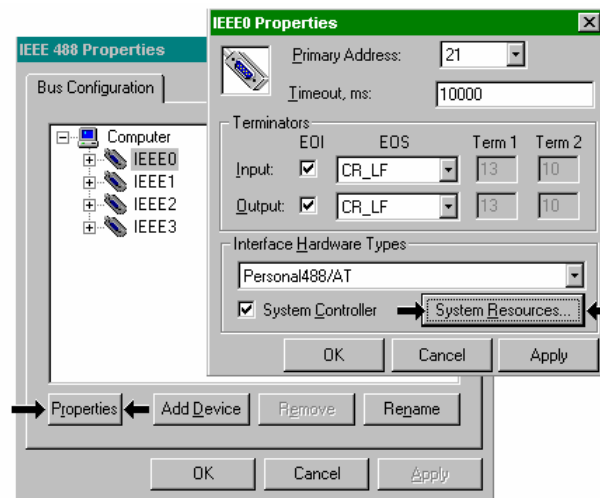 IEEE 488 Properties
Bus Configuration
Computer
IEEE0
IEEE1
IEEE2
IEEE3
Properties
Add Device
Remove
Rename
OK
Cancel
Apply
IEEE0 Properties
Primary Address: 21
Timeout, ms: 10000
Terminators
EOI EOS Term 1 Term 2
Input: CR_LF 13 10
Output: CR_LF 13 10
Interface Hardware Types
Personal488/AT
System Controller System Resources...
OK Cancel Apply